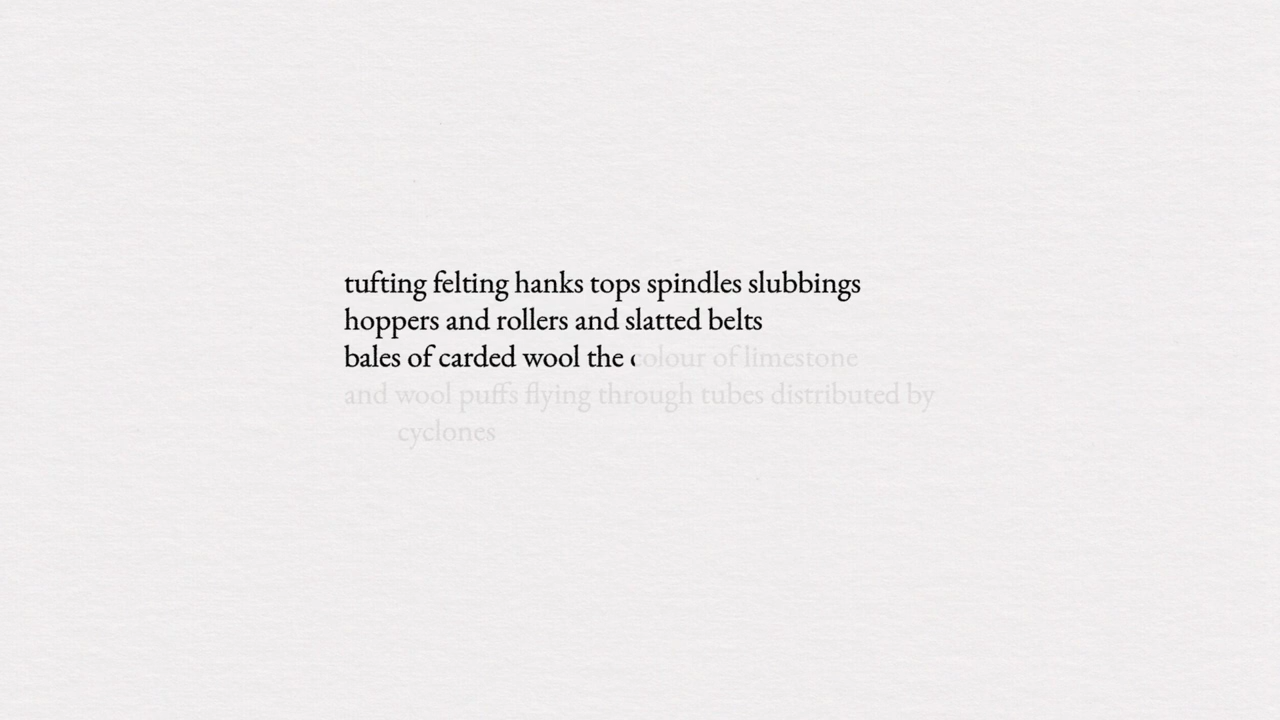 tufting felting hanks tops spindles slubbings
hoppers and rollers and slatted belts
bales of carded wool the colour of limestone
and wool puffs flying through tubes distributed by
cyclones